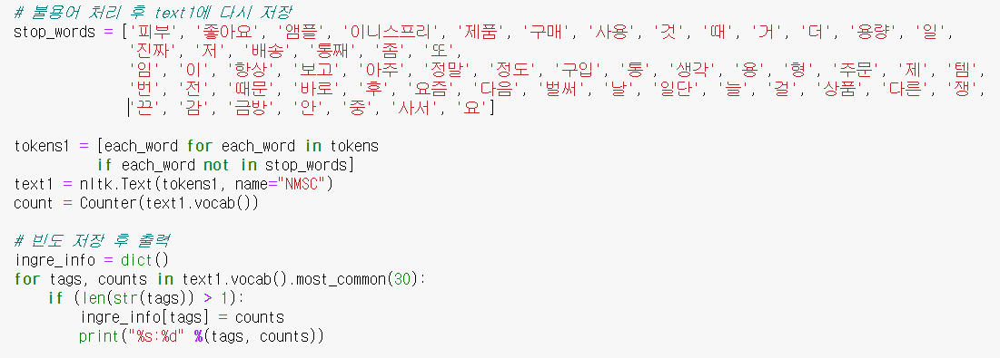 # 불용어 처리 후 text1에 다시 저장
stop_words = ['피부', '좋아요', '앰플', '이니스프리', '제품', '구매', '사용', '것', '때', '거', '더', '용량', '일',
'진짜', '저', '배송', '통째', '좀', '또',
'임', '이', '항상', '보고', '아주', '정말', '정도', '구입', '통', '생각', '용', '형', '주문', '제', '템',
'번', '전', '때문', '바로', '후', '요즘', '다음', '벌써', '날', '일단', '늘', '걸', '상품', '다른', '쟁',
'끈', '감', '금방', '안', '중', '사서', '요']
tokens1 = [each_word for each_word in tokens
if each_word not in stop_words]
text1 = nltk.Text(tokens1, name="NMSC")
count = Counter(text1.vocab())
# 빈도 저장 후 출력
ingre_info = dict()
for tags, counts in text1.vocab().most_common(30):
if (len(str(tags)) > 1):
ingre_info[tags] = counts
print("%s:%d" %(tags, counts))